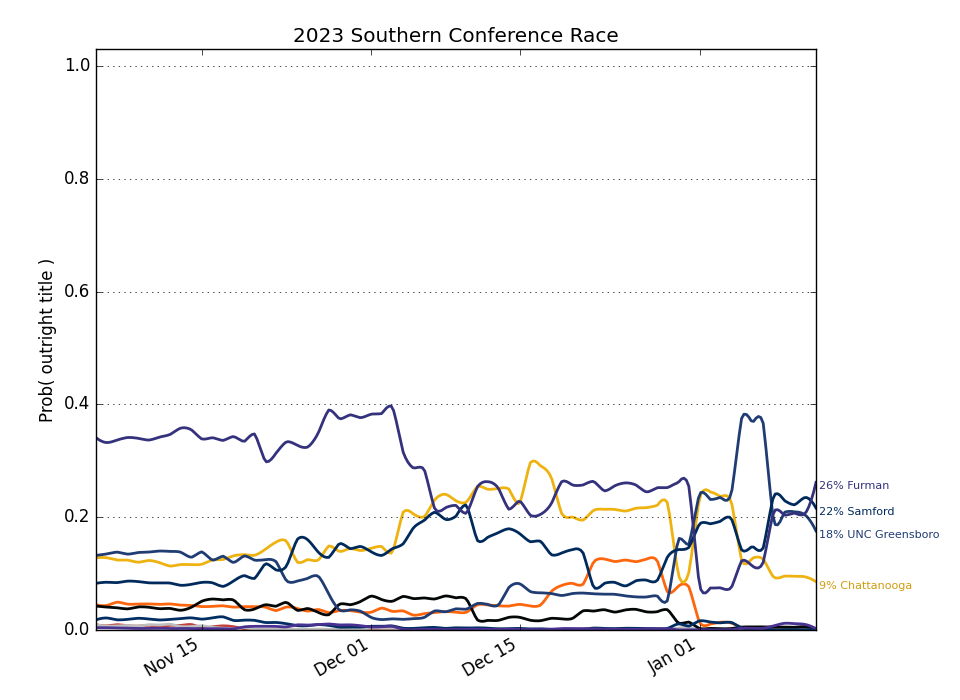 2023 Southern Conference Race
Prob( outright title )
1.0
0.8
0.6
0.4
0.2
0.0
Nov 15
Dec 01
Dec 15
Jan 01
26% Furman
22% Samford
18% UNC Greensboro
9% Chattanooga